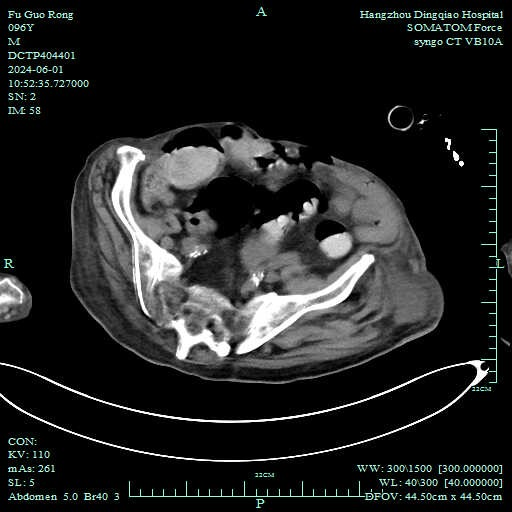 Fu Guo Rong
096Y
M
DCTP404401
2024-06-01
10:52:35.727000
SN: 2
IM: 58
A
Hangzhou Dingqiao Hospital
SOMATOM Force
syngo CT VB10A
R
L
22CM
CON:
KV: 110
mAs: 261
SL: 5
Abdomen 5.0 Br40 3
22CM
P
WW: 300\1500 [300.000000]
WL: 40\300 [40.000000]
DFOV: 44.50cm x 44.50cm